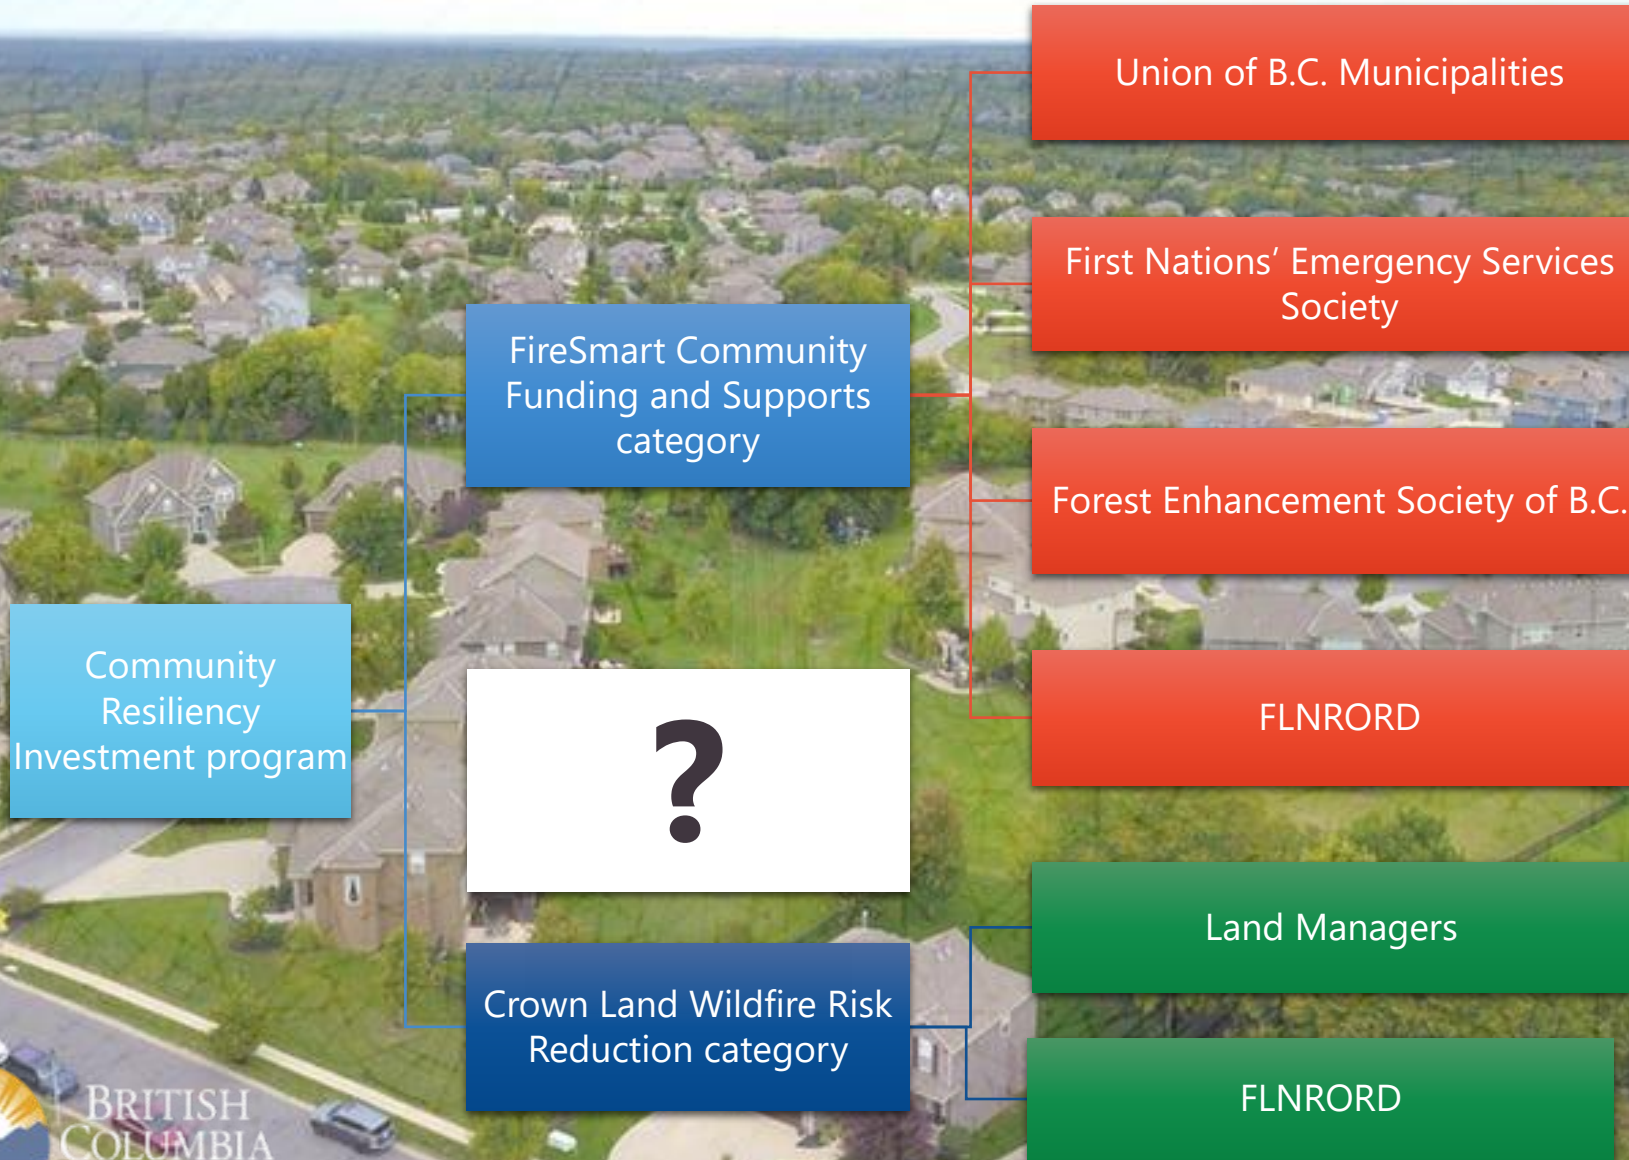 Union of B.C. Municipalities
First Nations’ Emergency Services
Society
FireSmart Community
Funding and Supports
category
Forest Enhancement Society of B.C.
Community
Resiliency
Investment program
?
FLNRORD
Land Managers
Crown Land Wildfire Risk
Reduction category
FLNRORD
BRITISH
COLUMBIA